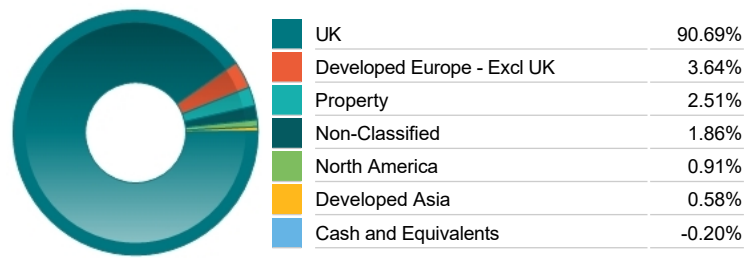 UK 90.69%
Developed Europe - Excl UK 3.64%
Property 2.51%
Non-Classified 1.86%
North America 0.91%
Developed Asia 0.58%
Cash and Equivalents -0.20%